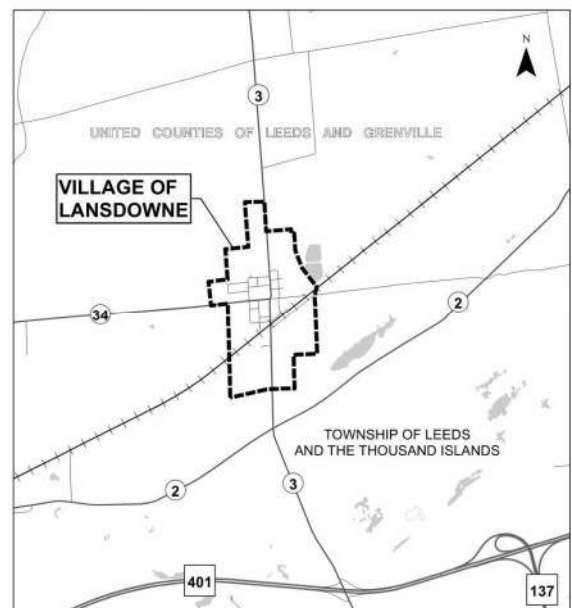 N
3
UNITED COUNTIES OF LEEDS AND GRENVILLE
VILLAGE OF
LANSDOWNE
34
2
TOWNSHIP OF LEEDS
AND THE THOUSAND ISLANDS
2
3
401
137